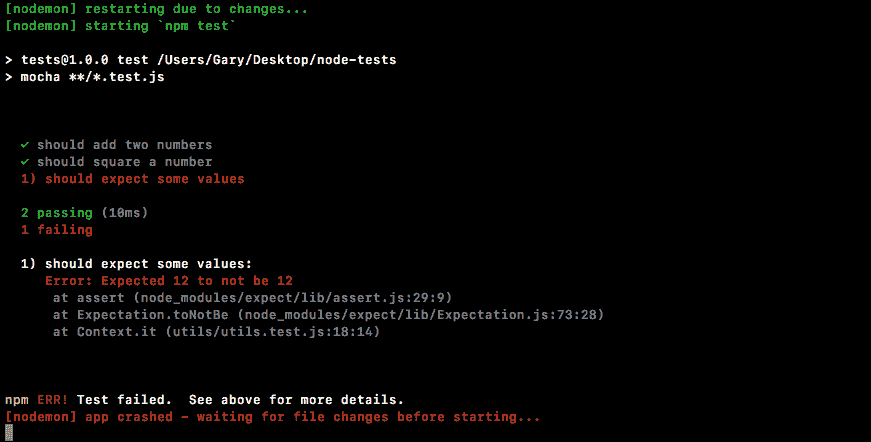 [nodemon] restarting due to changes...
[nodemon] starting `npm test`
> tests@1.0.0 test /Users/Gary/Desktop/node-tests
> mocha **/*.test.js
✓ should add two numbers
✓ should square a number
1) should expect some values
2 passing (10ms)
1 failing
1) should expect some values:
Error: Expected 12 to not be 12
at assert (node_modules/expect/lib/assert.js:29:9)
at Expectation.toNotBe (node_modules/expect/lib/Expectation.js:73:28)
at Context.it (utils/utils.test.js:18:14)
npm ERR! Test failed.  See above for more details.
[nodemon] app crashed - waiting for file changes before starting...